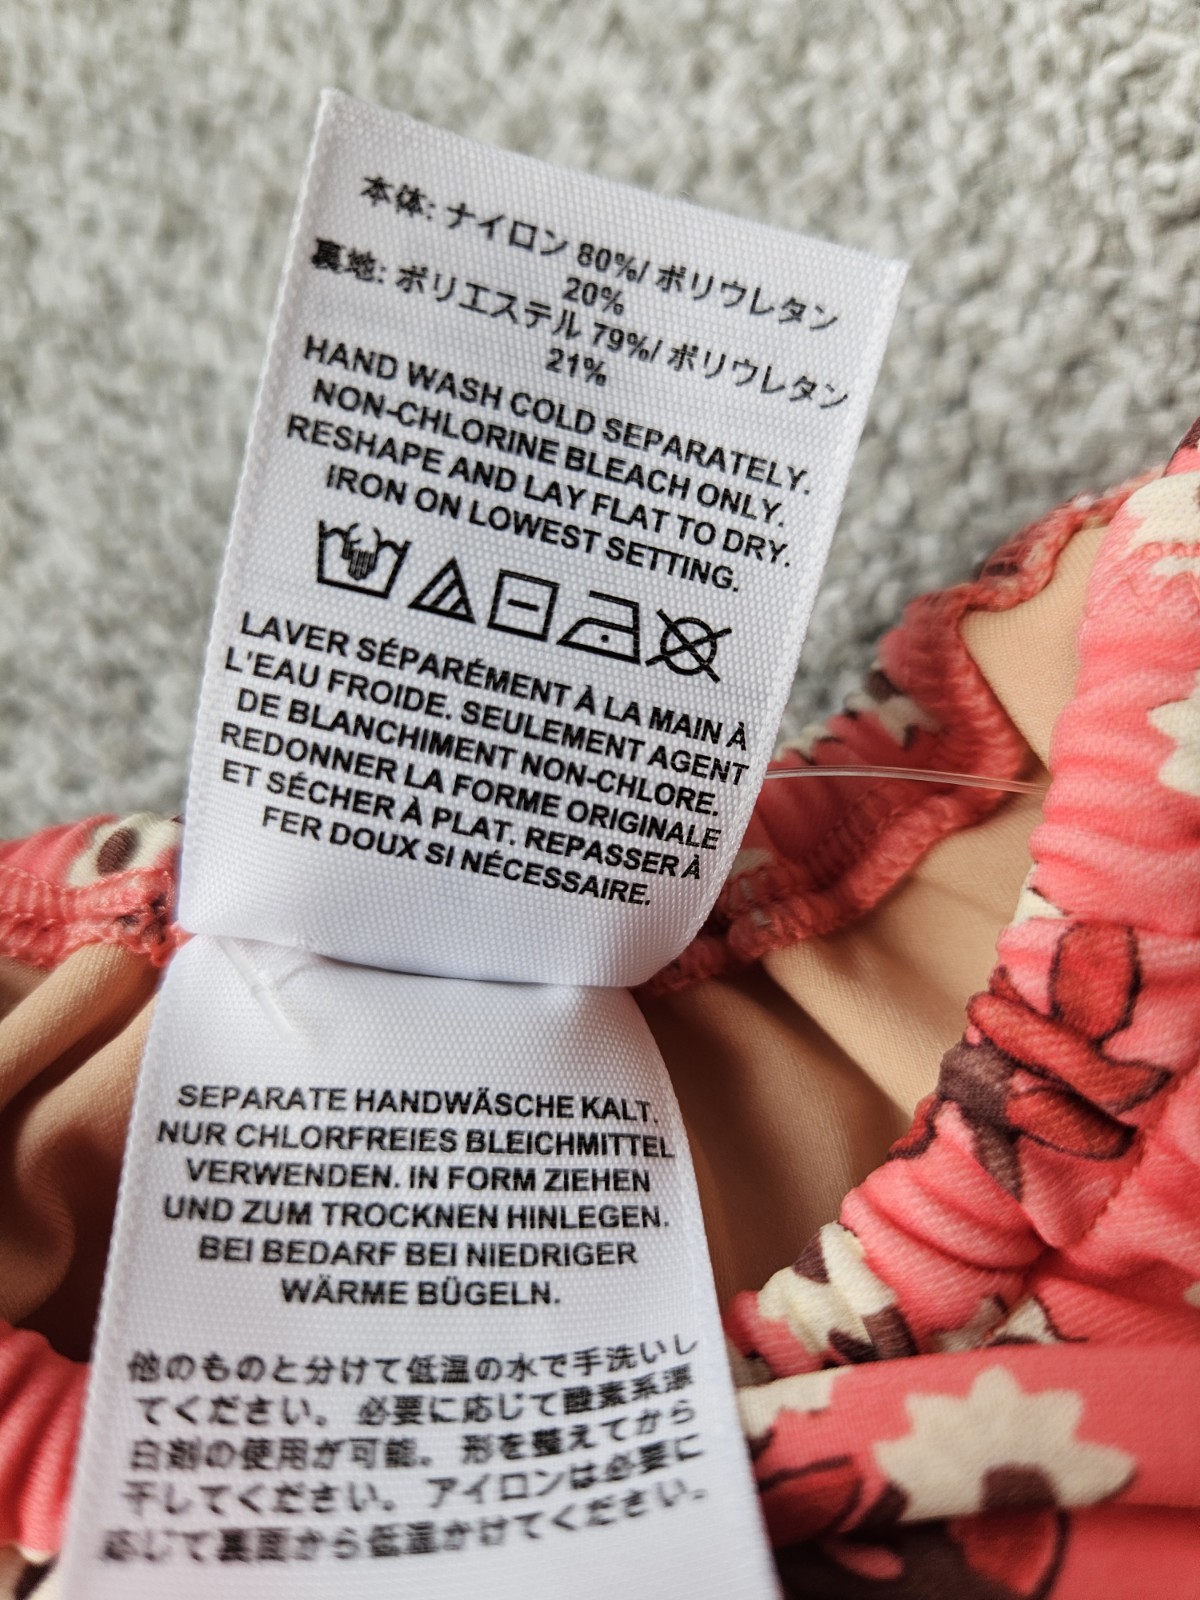 本体: ナイロン 80%/ ポリウレタン
20%
裏地: ポリエステル 79%/ ポリウレタン
21%
HAND WASH COLD SEPARATELY.
NON-CHLORINE BLEACH ONLY.
RESHAPE AND LAY FLAT TO DRY.
IRON ON LOWEST SETTING.
LAVER SÉPARÉMENT À LA MAIN À
L'EAU FROIDE. SEULEMENT AGENT
DE BLANCHIMENT NON-CHLORE.
REDONNER LA FORME ORIGINALE
ET SÉCHER À PLAT. REPASSER À
FER DOUX SI NÉCESSAIRE.
SEPARATE HANDWÄSCHE KALT.
NUR CHLORFREIES BLEICHMITTEL
VERWENDEN. IN FORM ZIEHEN
UND ZUM TROCKNEN HINLEGEN.
BEI BEDARF BEI NIEDRIGER
WÄRME BÜGELN.
他のものと分けて低温の水で手洗いし
てください。 必要に応じて酸素系漂
白剤の使用が可能。 形を整えてから
干してください。 アイロンは必要に
応じて裏面から低温かけてください。